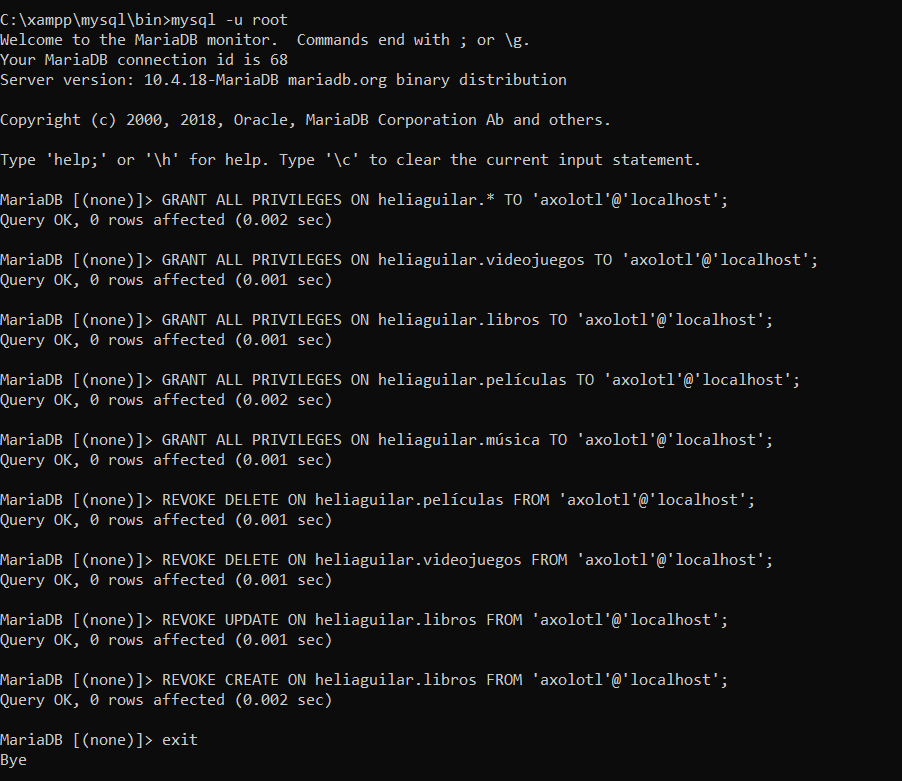 C:\xampp\mysql\bin>mysql -u root
Welcome to the MariaDB monitor.  Commands end with ; or \g.
Your MariaDB connection id is 68
Server version: 10.4.18-MariaDB mariadb.org binary distribution
Copyright (c) 2000, 2018, Oracle, MariaDB Corporation Ab and others.
Type 'help;' or '\h' for help. Type '\c' to clear the current input statement.
MariaDB [(none)]> GRANT ALL PRIVILEGES ON heliaguilar.* TO 'axolotl'@'localhost';
Query OK, 0 rows affected (0.002 sec)
MariaDB [(none)]> GRANT ALL PRIVILEGES ON heliaguilar.videojuegos TO 'axolotl'@'localhost';
Query OK, 0 rows affected (0.001 sec)
MariaDB [(none)]> GRANT ALL PRIVILEGES ON heliaguilar.libros TO 'axolotl'@'localhost';
Query OK, 0 rows affected (0.001 sec)
MariaDB [(none)]> GRANT ALL PRIVILEGES ON heliaguilar.películas TO 'axolotl'@'localhost';
Query OK, 0 rows affected (0.002 sec)
MariaDB [(none)]> GRANT ALL PRIVILEGES ON heliaguilar.música TO 'axolotl'@'localhost';
Query OK, 0 rows affected (0.001 sec)
MariaDB [(none)]> REVOKE DELETE ON heliaguilar.películas FROM 'axolotl'@'localhost';
Query OK, 0 rows affected (0.001 sec)
MariaDB [(none)]> REVOKE DELETE ON heliaguilar.videojuegos FROM 'axolotl'@'localhost';
Query OK, 0 rows affected (0.001 sec)
MariaDB [(none)]> REVOKE UPDATE ON heliaguilar.libros FROM 'axolotl'@'localhost';
Query OK, 0 rows affected (0.001 sec)
MariaDB [(none)]> REVOKE CREATE ON heliaguilar.libros FROM 'axolotl'@'localhost';
Query OK, 0 rows affected (0.002 sec)
MariaDB [(none)]> exit
Bye